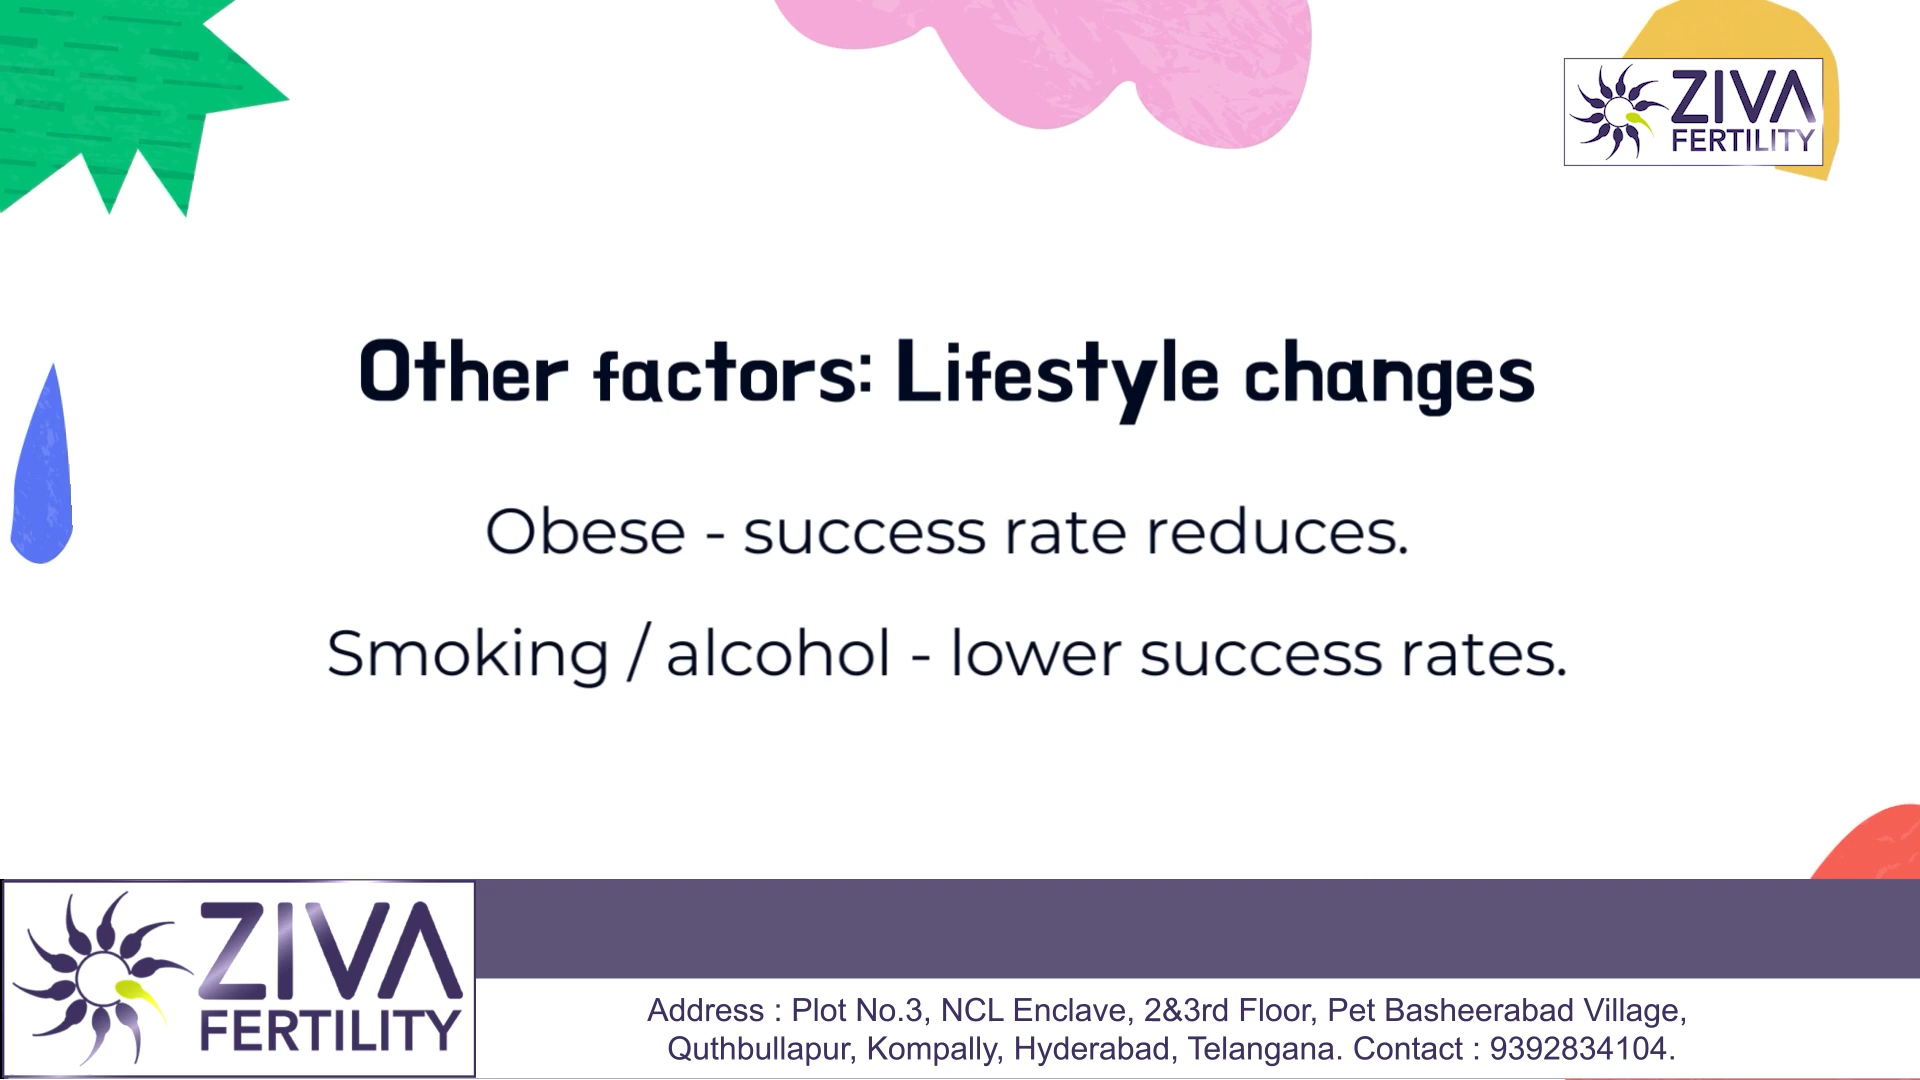 ZIVA
FERTILITY
Other factors: Lifestyle changes
Obese - success rate reduces.
Smoking / alcohol - lower success rates.
ZIVA
FERTILITY
Address : Plot No.3, NCL Enclave, 2&3rd Floor, Pet Basheerabad Village,
Quthbullapur, Kompally, Hyderabad, Telangana. Contact : 9392834104.